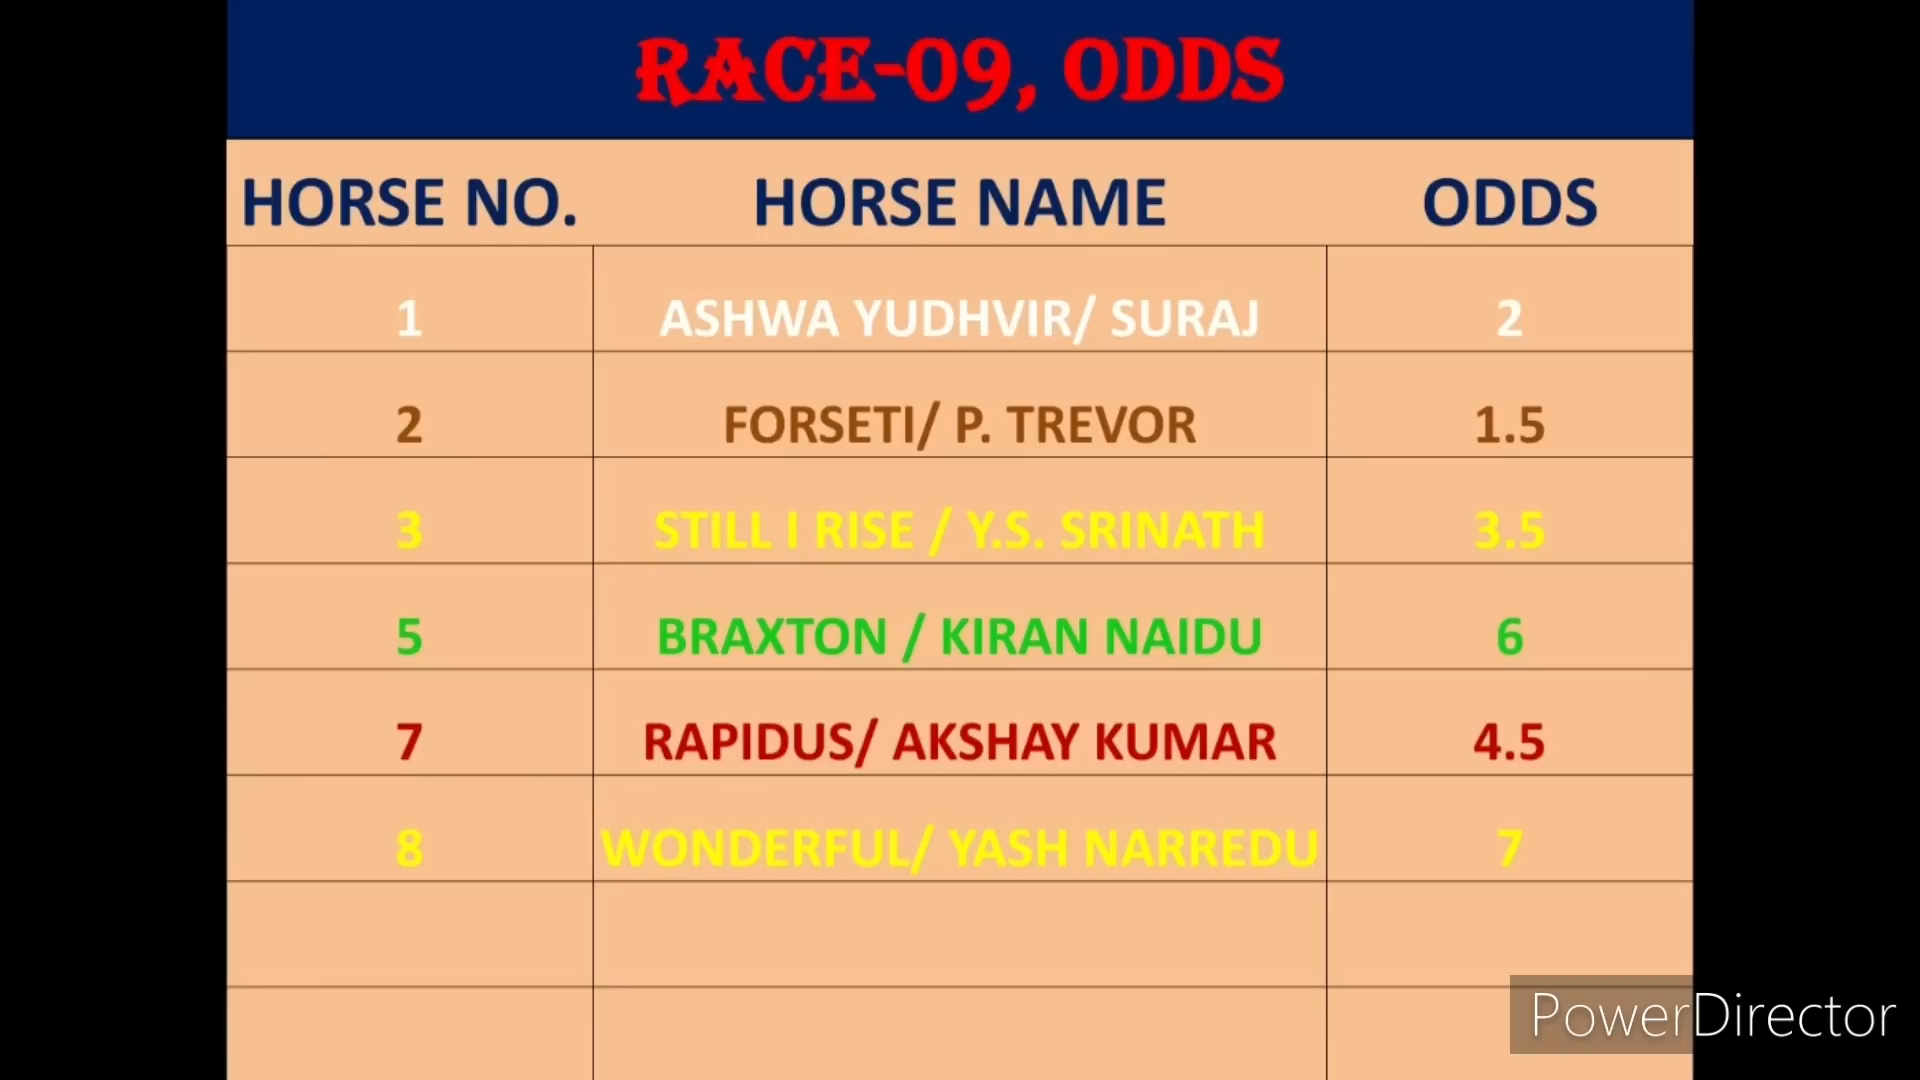 RACE-09, ODDS
HORSE NO. HORSE NAME ODDS
1 ASHWA YUDHVIR/ SURAJ 2
2 FORSETI/ P. TREVOR 1.5
3 STILL I RISE / Y.S. SRINATH 3.5
5 BRAXTON / KIRAN NAIDU 6
7 RAPIDUS/ AKSHAY KUMAR 4.5
8 WONDERFUL/ YASH NARREDU 7
PowerDirector